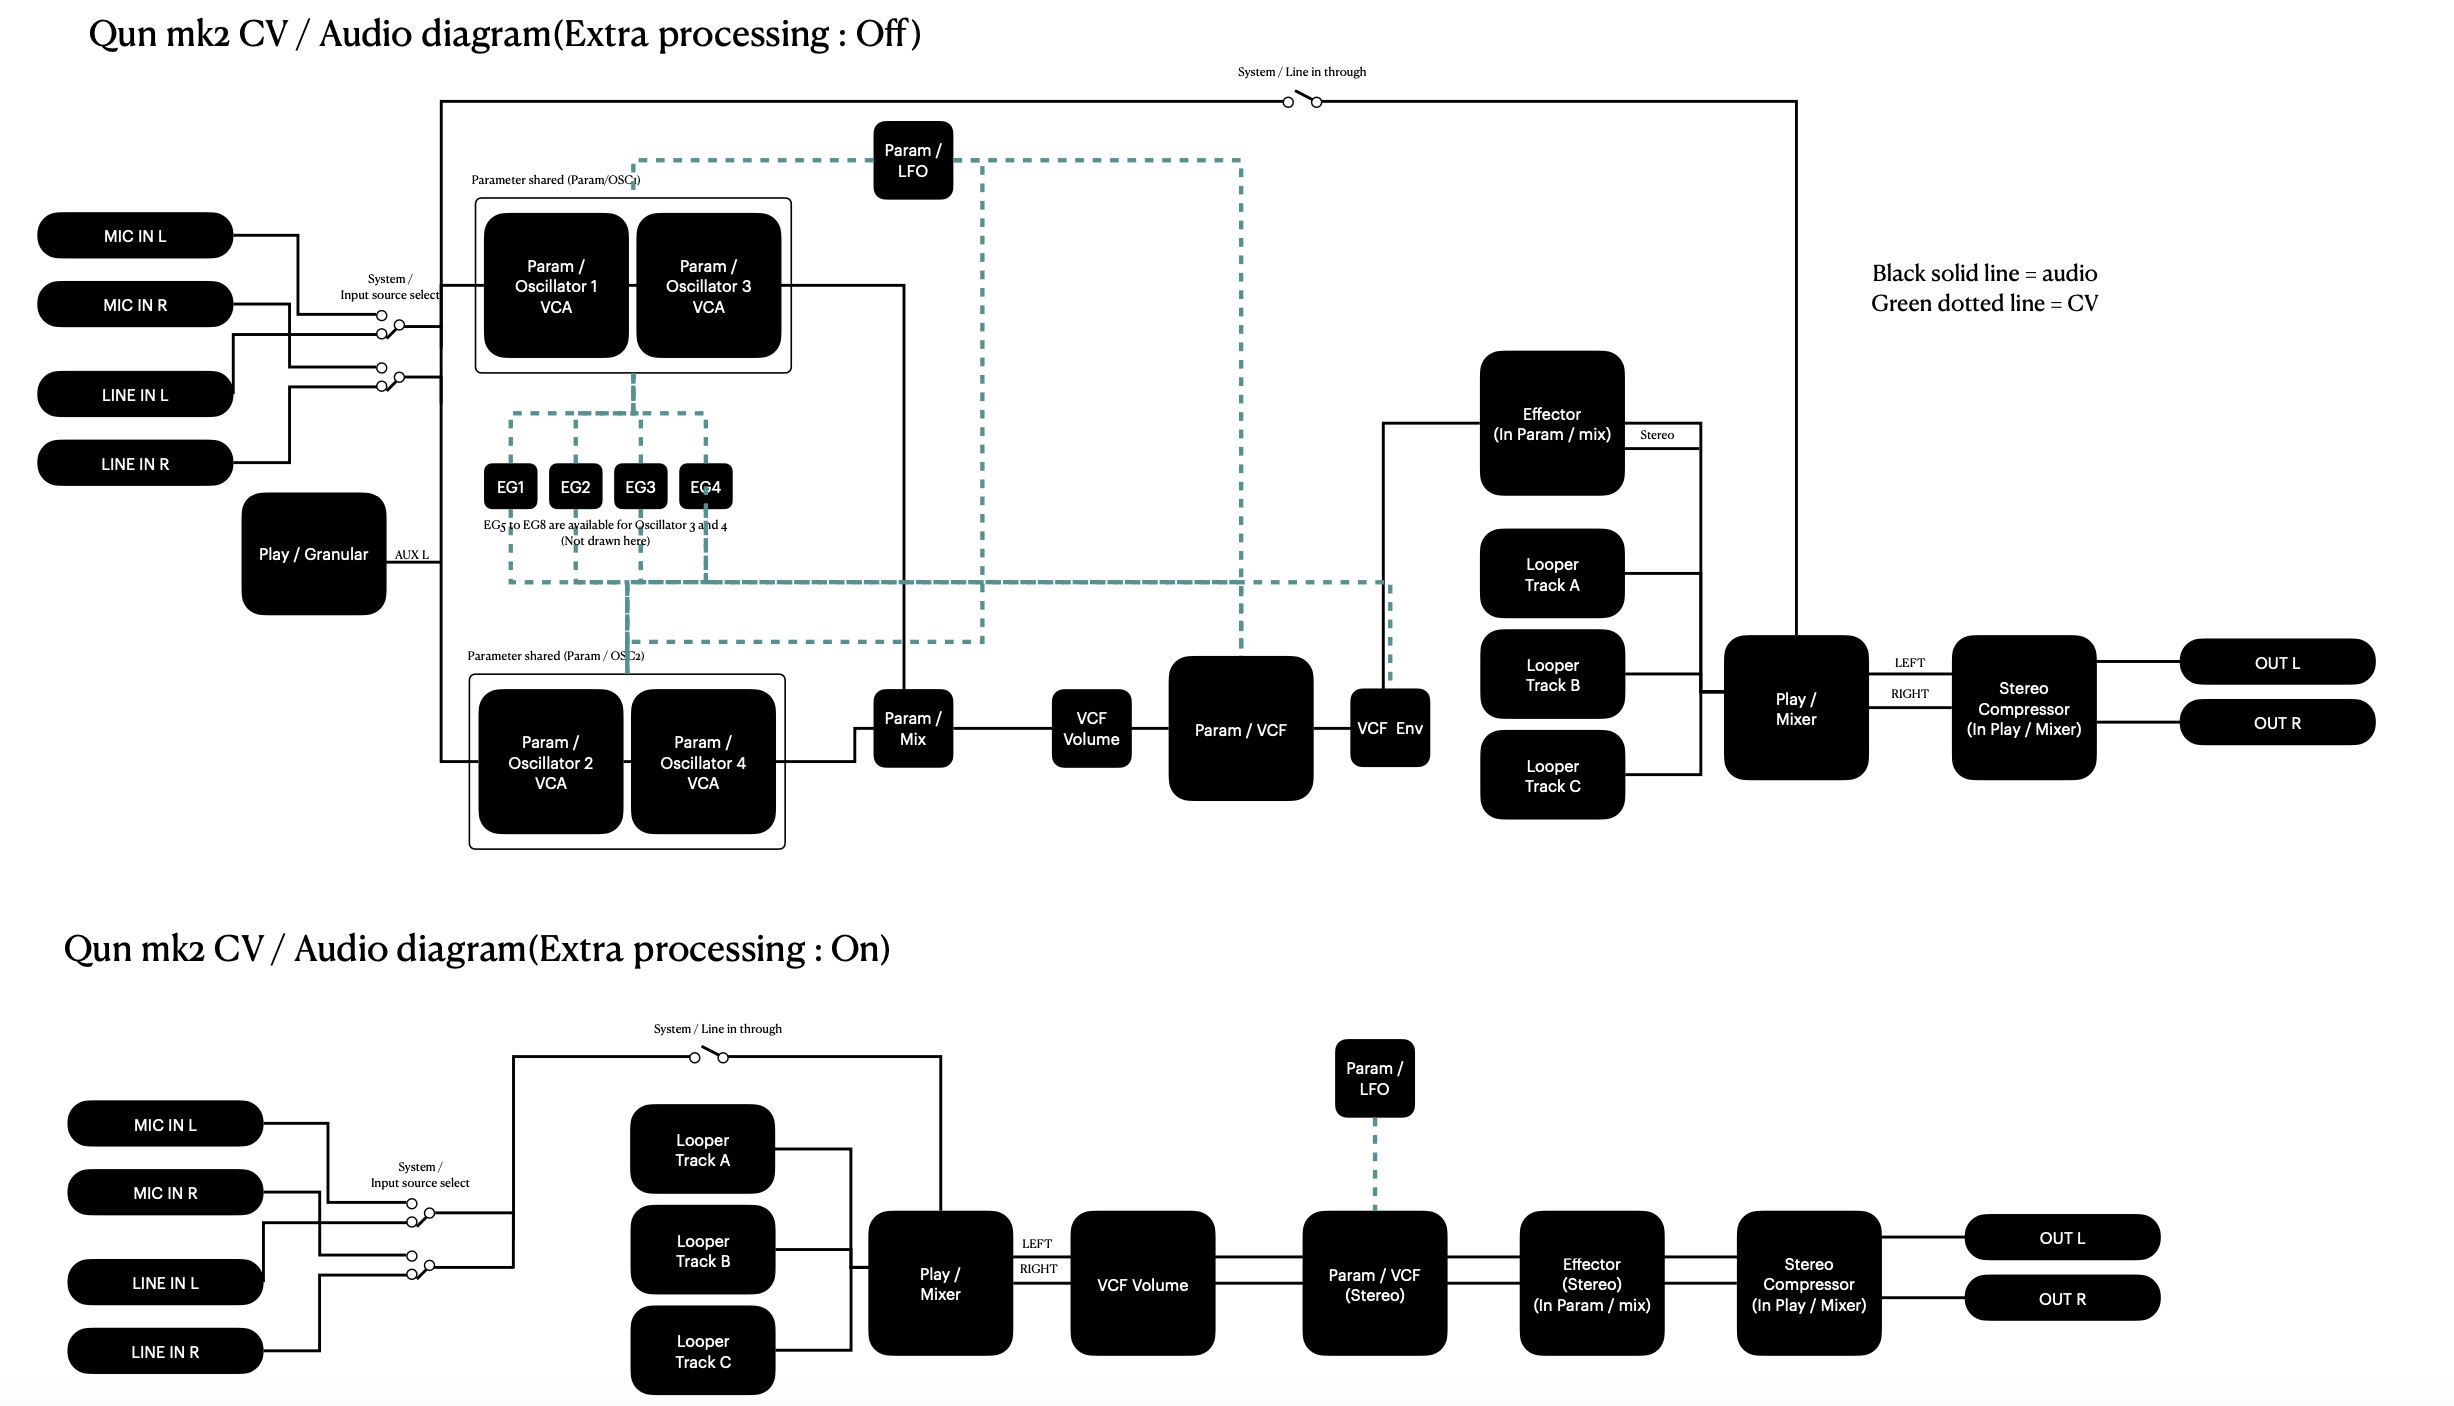 Qun mk2 CV / Audio diagram(Extra processing : Off)
System / Line in through
Param /
LFO
Parameter shared (Param/OSC1)
MIC IN L
MIC IN R
LINE IN L
LINE IN R
System /
Input source select
Param /
Oscillator 1
VCA
Param /
Oscillator 3
VCA
Black solid line = audio
Green dotted line = CV
Play / Granular
AUX L
EG1
EG2
EG3
EG4
EG5 to EG8 are available for Oscillator 3 and 4
(Not drawn here)
Parameter shared (Param / OSC2)
Param /
Oscillator 2
VCA
Param /
Oscillator 4
VCA
Param /
Mix
VCF
Volume
Param / VCF
VCF Env
Effector
(In Param / mix)
Stereo
Looper
Track A
Looper
Track B
Looper
Track C
Play /
Mixer
LEFT
RIGHT
Stereo
Compressor
(In Play / Mixer)
OUT L
OUT R
Qun mk2 CV / Audio diagram(Extra processing : On)
System / Line in through
MIC IN L
MIC IN R
LINE IN L
LINE IN R
System /
Input source select
Looper
Track A
Looper
Track B
Looper
Track C
Play /
Mixer
LEFT
RIGHT
VCF Volume
Param /
LFO
Param / VCF
(Stereo)
Effector
(Stereo)
(In Param / mix)
Stereo
Compressor
(In Play / Mixer)
OUT L
OUT R